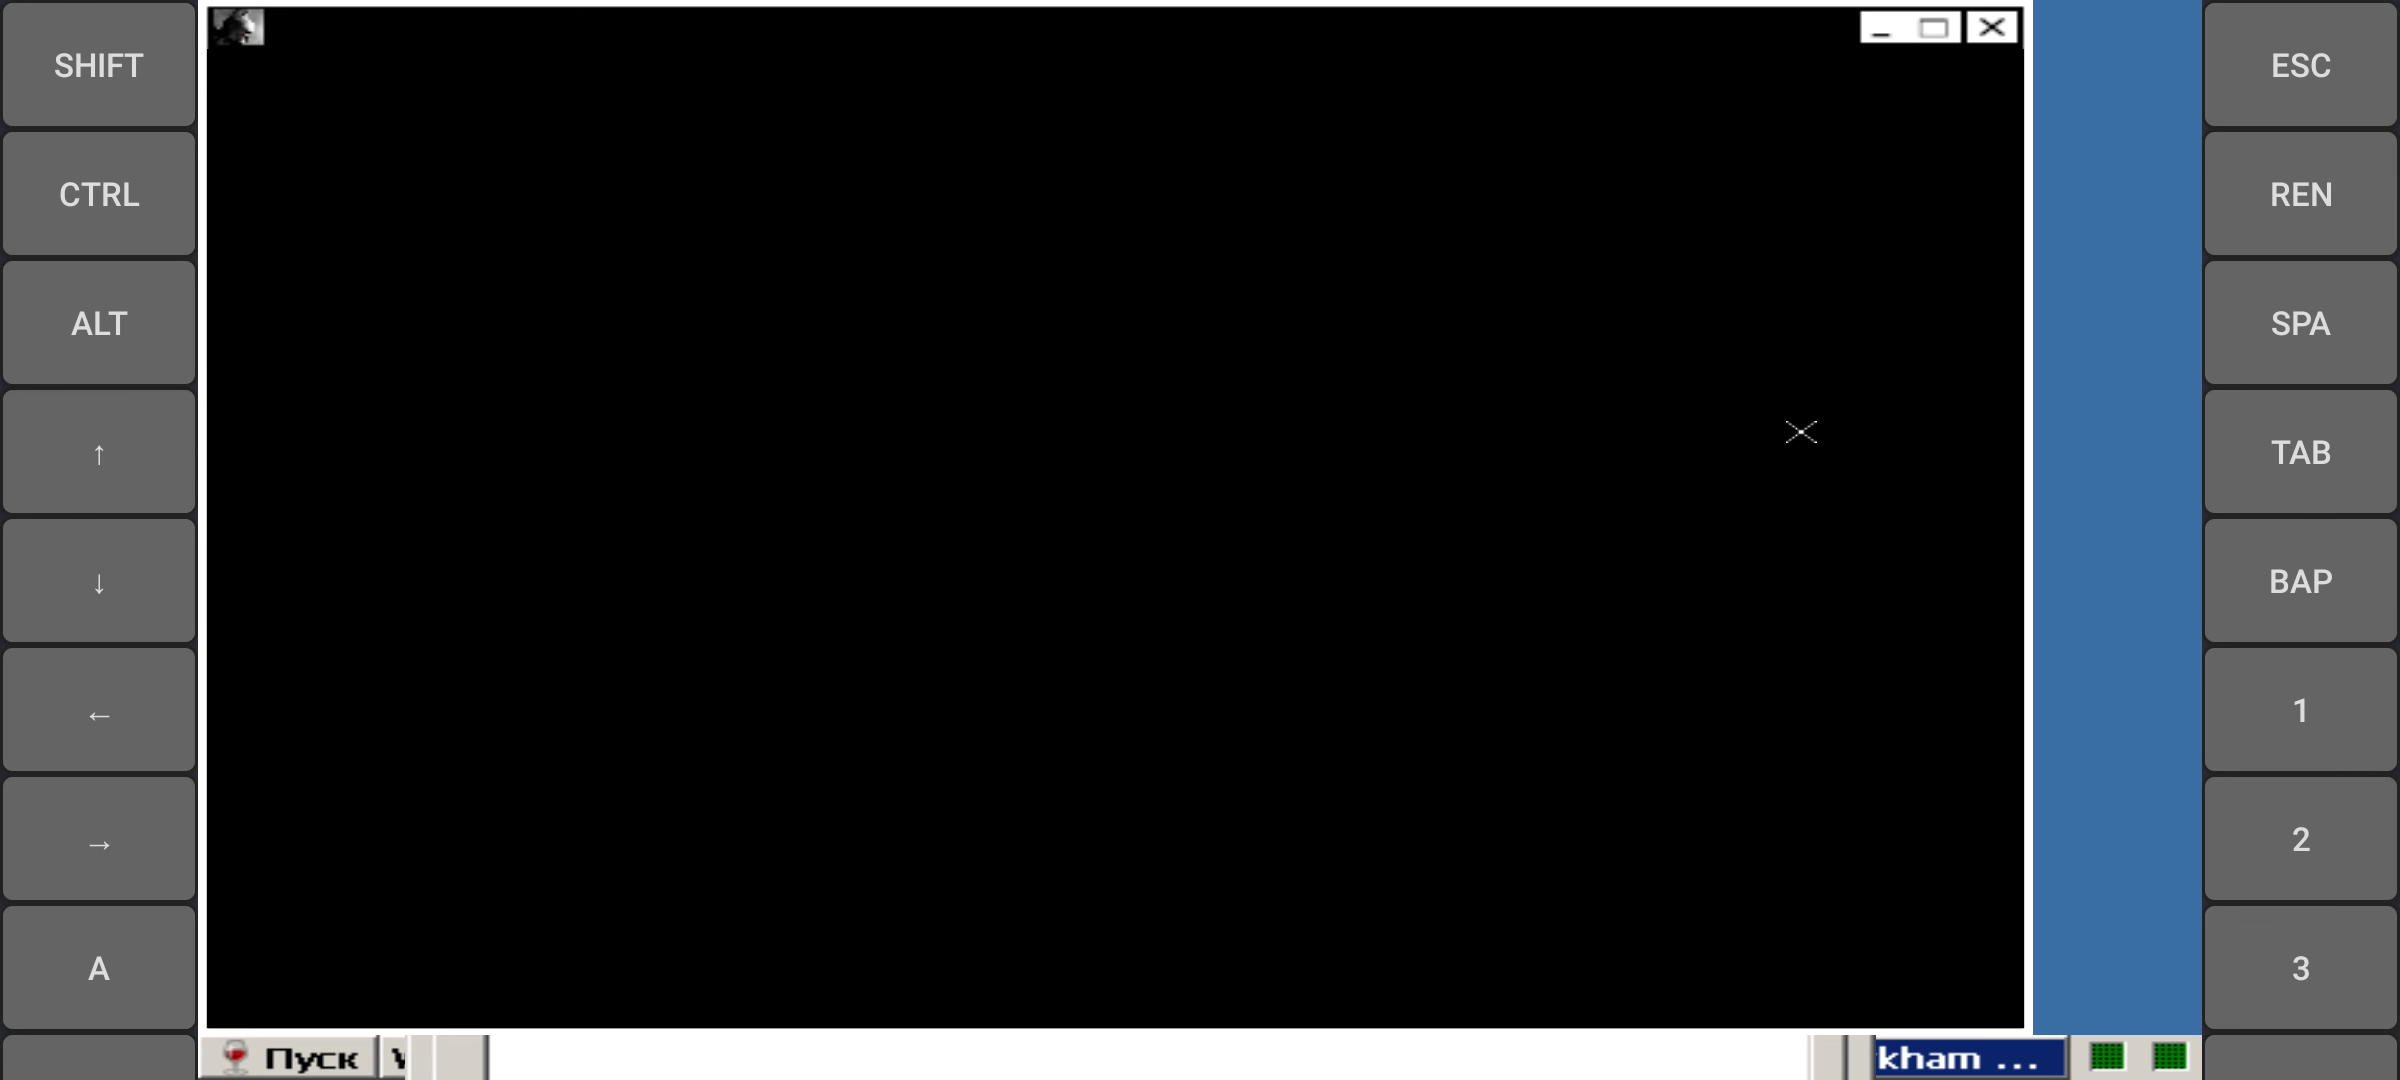 SHIFT
CTRL
ALT
↑
↓
←
→
A
ESC
REN
SPA
TAB
BAP
1
2
3
Пуск
kham ...